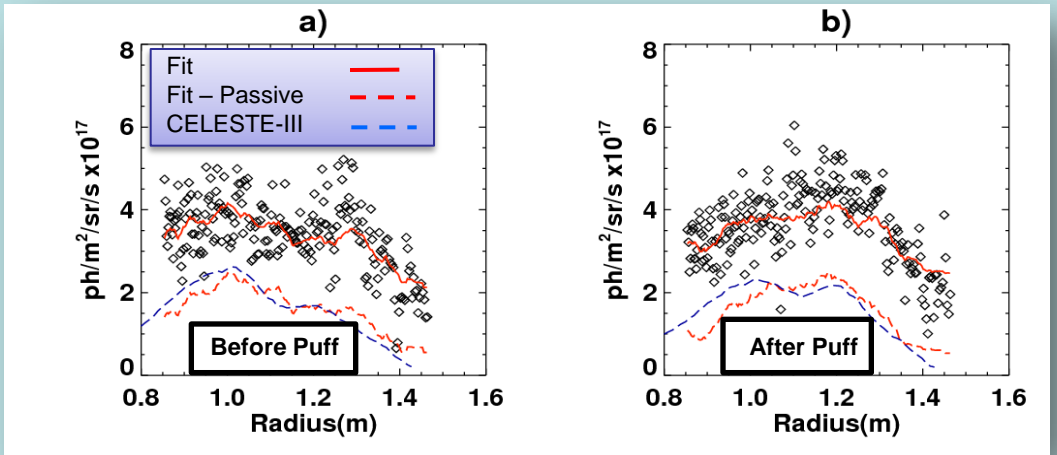 a)
8
6
4
2
0
0.8 1.0 1.2 1.4 1.6
Radius(m)
ph/m²/sr/s x10¹⁷
Fit
Fit – Passive
CELESTE-III
Before Puff
b)
8
6
4
2
0
0.8 1.0 1.2 1.4 1.6
Radius(m)
ph/m²/sr/s x10¹⁷
After Puff